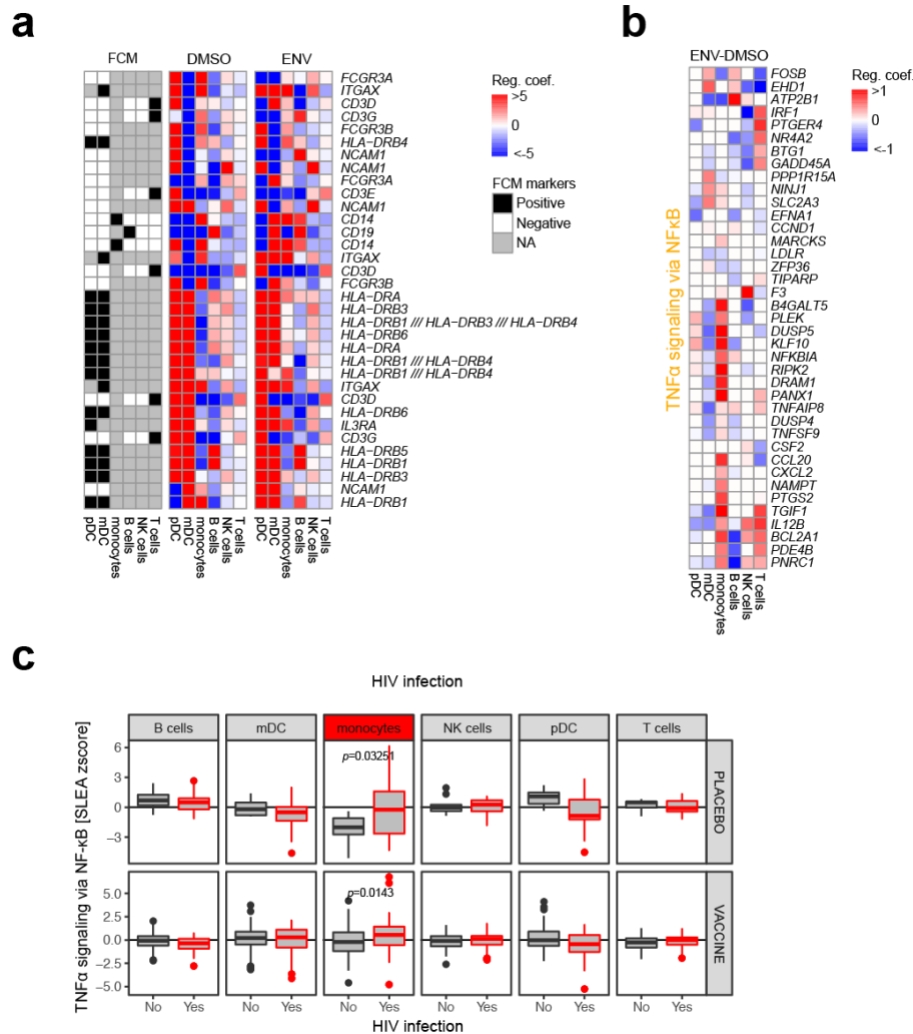 a
FCM
DMSO
ENV
FCGR3A
ITGAX
CD3D
CD3G
FCGR3B
HLA−DRB4
NCAM1
NCAM1
FCGR3A
CD3E
NCAM1
CD14
CD19
CD14
ITGAX
CD3D
FCGR3B
HLA−DRA
HLA−DRB3
HLA−DRB1 /// HLA−DRB3 /// HLA−DRB4
HLA−DRB6
HLA−DRA
HLA−DRB1 /// HLA−DRB4
HLA−DRB1 /// HLA−DRB4
ITGAX
CD3D
HLA−DRB6
IL3RA
CD3G
HLA−DRB5
HLA−DRB1
HLA−DRB3
NCAM1
HLA−DRB1
pDC
mDC
monocytes
B cells
NK cells
T cells
pDC
mDC
monocytes
B cells
NK cells
T cells
pDC
mDC
monocytes
B cells
NK cells
T cells
Reg. coef.
>5
0
<-5
FCM markers
Positive
Negative
NA
b
ENV-DMSO
TNFα signaling via NFκB
FOSB
EHD1
ATP2B1
IRF1
PTGER4
NR4A2
BTG1
GADD45A
PPP1R15A
NINJ1
SLC2A3
EFNA1
CCND1
MARCKS
LDLR
ZFP36
TIPARP
F3
B4GALT5
PLEK
DUSP5
KLF10
NFKBIA
RIPK2
DRAM1
PANX1
TNFAIP8
DUSP4
TNFSF9
CSF2
CCL20
CXCL2
NAMPT
PTGS2
TGIF1
IL12B
BCL2A1
PDE4B
PNRC1
pDC
mDC
monocytes
B cells
NK cells
T cells
Reg. coef.
>1
0
<-1
c
HIV infection
B cells
mDC
monocytes
NK cells
pDC
T cells
TNFα signaling via NF-κB [SLEA zscore]
6
3
0
−3
p=0.03251
PLACEBO
5.0
2.5
0.0
−2.5
−5.0
p=0.0143
VACCINE
No Yes No Yes No Yes No Yes No Yes No Yes
HIV infection